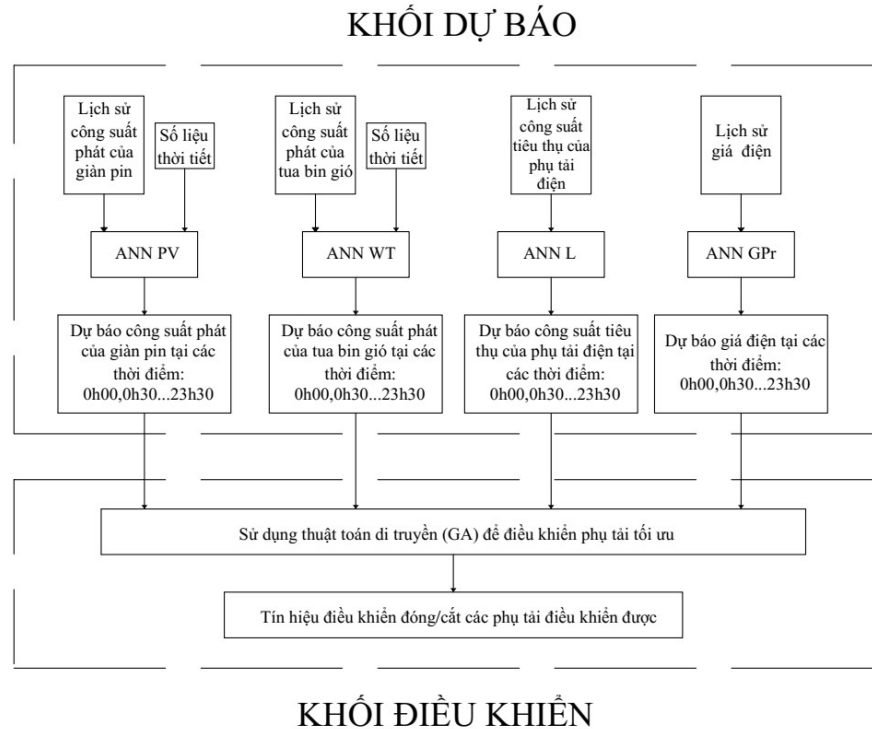 KHỐI DỰ BÁO
Lịch sử
công suất
phát của
giàn pin
Số liệu
thời tiết
Lịch sử
công suất
phát của
tua bin gió
Số liệu
thời tiết
Lịch sử
công suất
tiêu thụ của
phụ tải
điện
Lịch sử
giá điện
ANN PV
ANN WT
ANN L
ANN GPr
Dự báo công suất phát
của giàn pin tại các
thời điểm:
0h00,0h30...23h30
Dự báo công suất phát
của tua bin gió tại các
thời điểm:
0h00,0h30...23h30
Dự báo công suất tiêu
thụ của phụ tải điện tại
các thời điểm:
0h00,0h30...23h30
Dự báo giá điện tại các
thời điểm:
0h00,0h30...23h30
Sử dụng thuật toán di truyền (GA) để điều khiển phụ tải tối ưu
Tín hiệu điều khiển đóng/cắt các phụ tải điều khiển được
KHỐI ĐIỀU KHIỂN